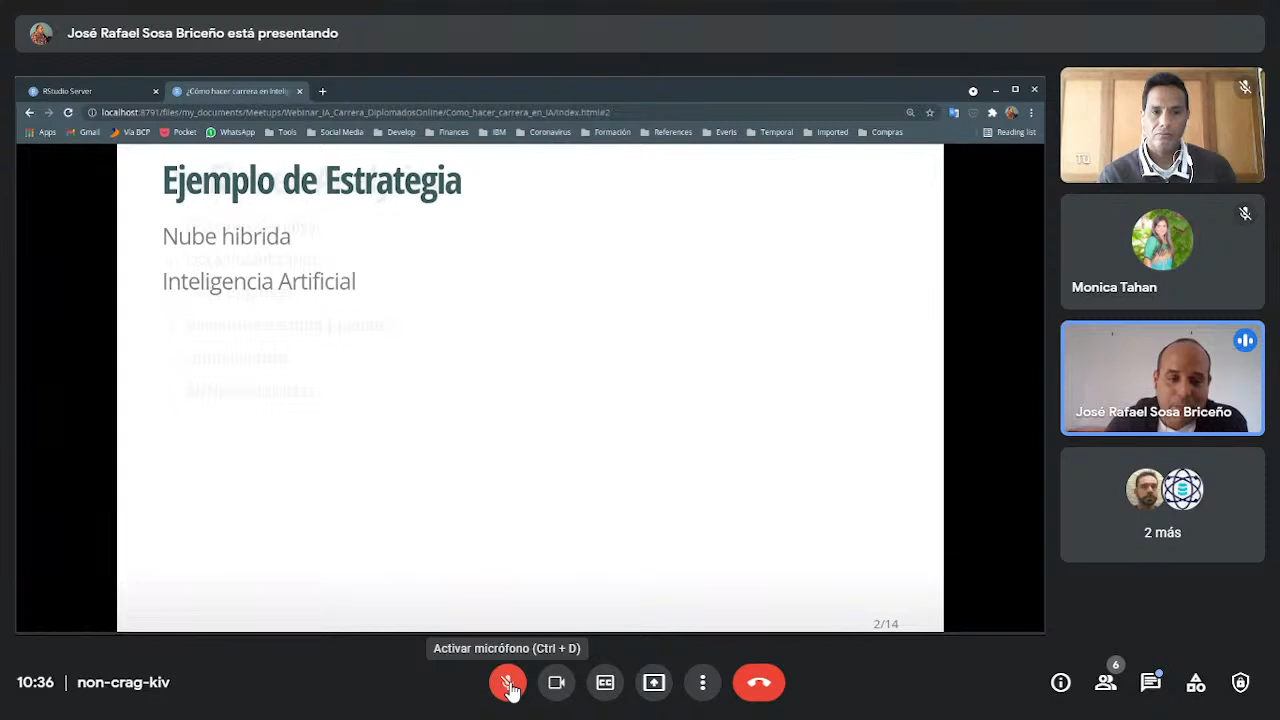 José Rafael Sosa Briceño está presentando
RStudio Server
¿Cómo hacer carrera en Intelig
localhost:8791/files/my_documents/Meetups/Webinar_IA_Carrera_DiplomadosOnline/Como_hacer_carrera_en_IA/index.html#2
Apps Gmail Vía BCP Pocket WhatsApp Tools Social Media Develop Finances IBM Coronavirus Formación References Everis Temporal Imported Compras Reading list
Ejemplo de Estrategia
Nube hibrida
Inteligencia Artificial
2/14
Tú
Monica Tahan
José Rafael Sosa Briceño
2 más
Activar micrófono (Ctrl + D)
10:36 | non-crag-kiv
6